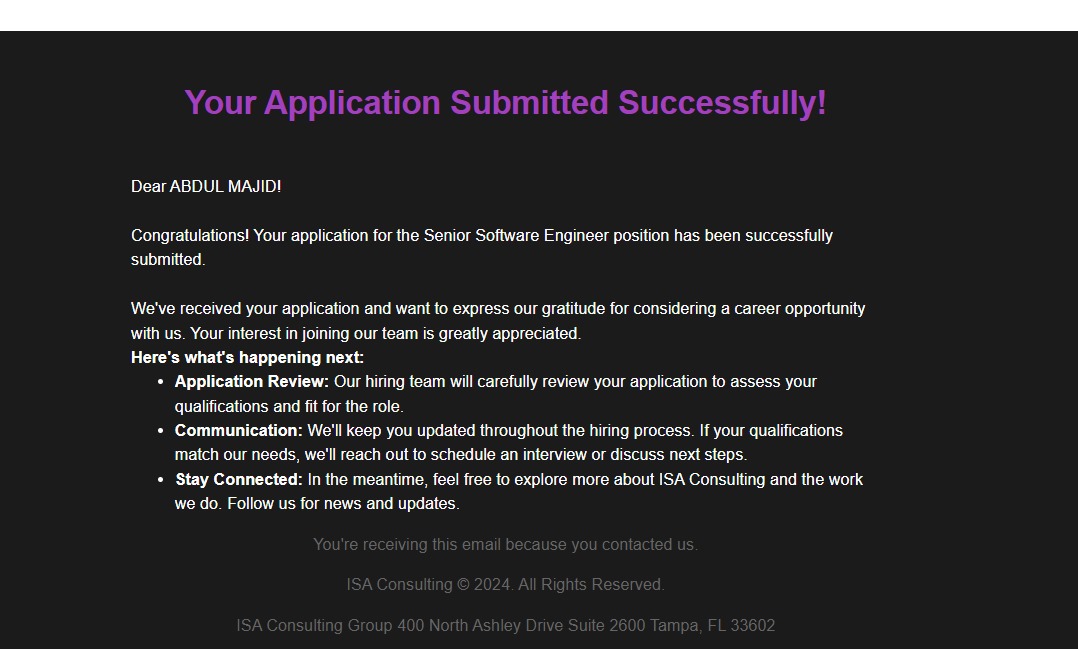 Your Application Submitted Successfully!
Dear ABDUL MAJID!
Congratulations! Your application for the Senior Software Engineer position has been successfully
submitted.
We've received your application and want to express our gratitude for considering a career opportunity
with us. Your interest in joining our team is greatly appreciated.
Here's what's happening next:
• Application Review: Our hiring team will carefully review your application to assess your
qualifications and fit for the role.
• Communication: We'll keep you updated throughout the hiring process. If your qualifications
match our needs, we'll reach out to schedule an interview or discuss next steps.
• Stay Connected: In the meantime, feel free to explore more about ISA Consulting and the work
we do. Follow us for news and updates.
You're receiving this email because you contacted us.
ISA Consulting © 2024. All Rights Reserved.
ISA Consulting Group 400 North Ashley Drive Suite 2600 Tampa, FL 33602